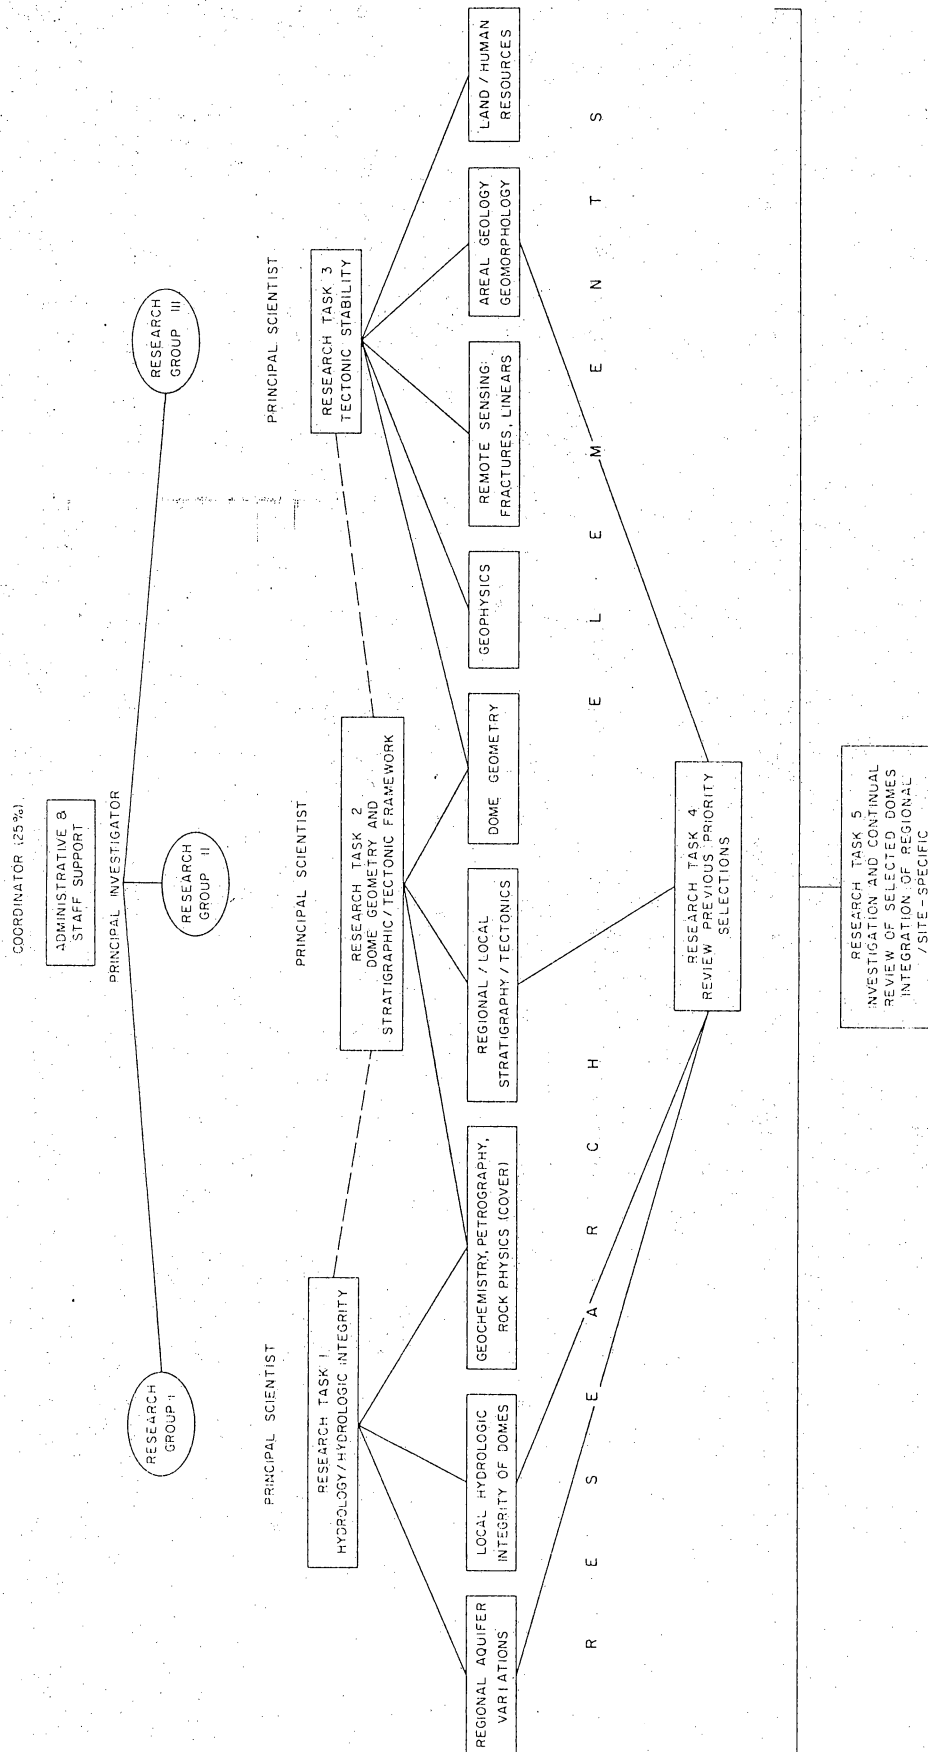 COORDINATOR (25%)
ADMINISTRATIVE &
STAFF SUPPORT
PRINCIPAL INVESTIGATOR
RESEARCH
GROUP I
RESEARCH
GROUP II
RESEARCH
GROUP III
PRINCIPAL SCIENTIST
PRINCIPAL SCIENTIST
PRINCIPAL SCIENTIST
RESEARCH TASK 1
HYDROLOGY/HYDROLOGIC INTEGRITY
RESEARCH TASK 2
DOME GEOMETRY AND
STRATIGRAPHIC/TECTONIC FRAMEWORK
RESEARCH TASK 3
TECTONIC STABILITY
REGIONAL AQUIFER
VARIATIONS
LOCAL HYDROLOGIC
INTEGRITY OF DOMES
GEOCHEMISTRY, PETROGRAPHY,
ROCK PHYSICS (COVER)
REGIONAL / LOCAL
STRATIGRAPHY / TECTONICS
DOME GEOMETRY
GEOPHYSICS
REMOTE SENSING:
FRACTURES, LINEARS
AREAL GEOLOGY
GEOMORPHOLOGY
LAND / HUMAN
RESOURCES
RESEARCH ELEMENTS
RESEARCH TASK 4
REVIEW PREVIOUS PRIORITY
SELECTIONS
RESEARCH TASK 5
INVESTIGATION AND CONTINUAL
REVIEW OF SELECTED DOMES
INTEGRATION OF REGIONAL
/SITE-SPECIFIC